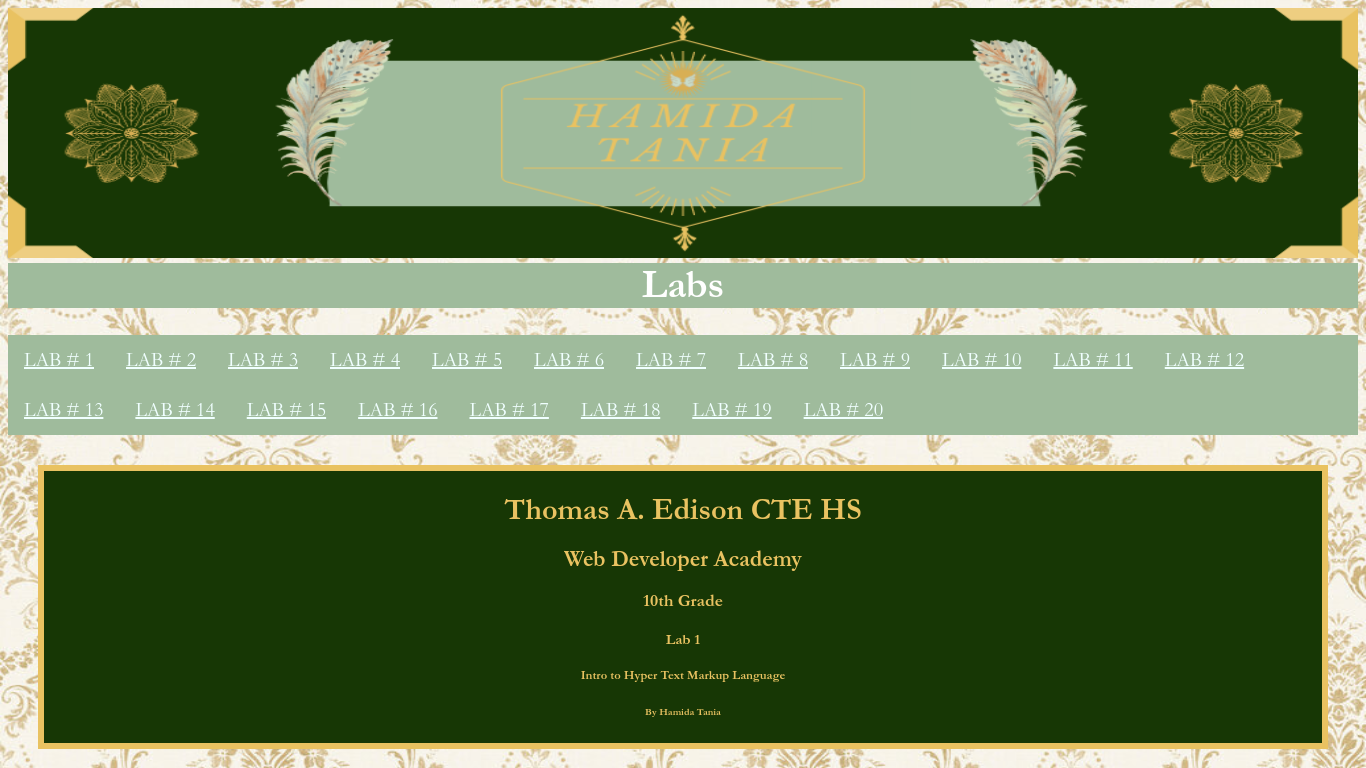 HAMIDA
TANIA
Labs
LAB # 1 LAB # 2 LAB # 3 LAB # 4 LAB # 5 LAB # 6 LAB # 7 LAB # 8 LAB # 9 LAB # 10 LAB # 11 LAB # 12
LAB # 13 LAB # 14 LAB # 15 LAB # 16 LAB # 17 LAB # 18 LAB # 19 LAB # 20
Thomas A. Edison CTE HS
Web Developer Academy
10th Grade
Lab 1
Intro to Hyper Text Markup Language
By Hamida Tania